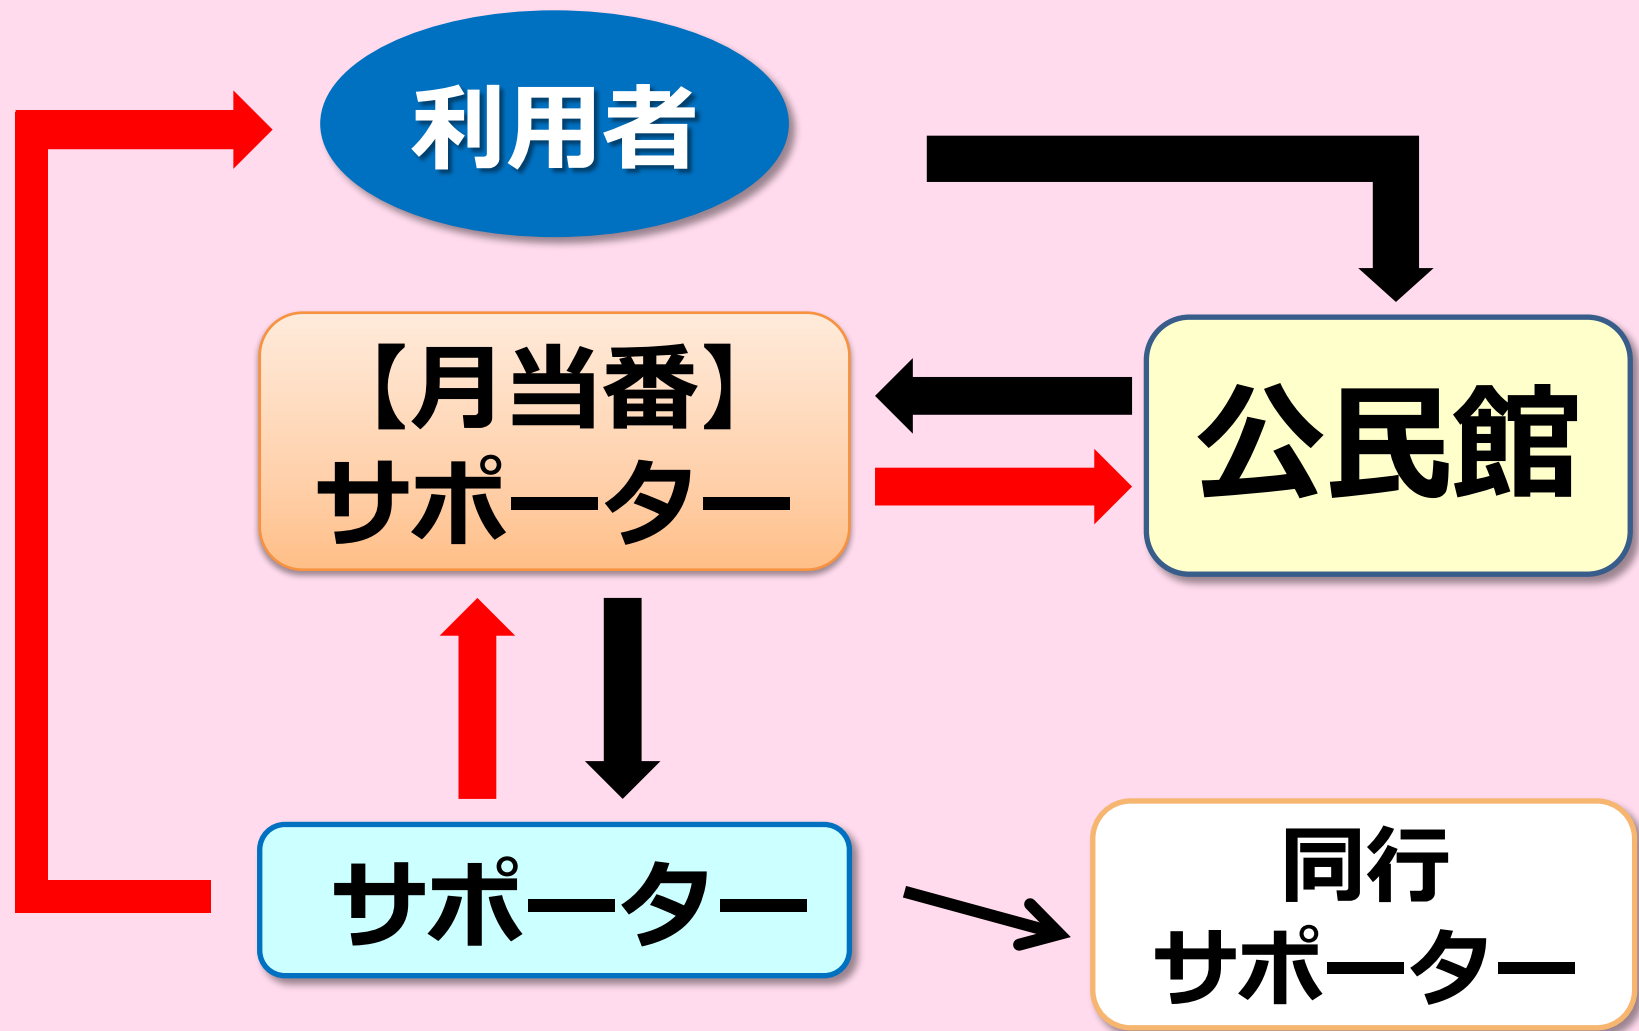 利用者
【月当番】
サポーター
公民館
サポーター
同行
サポーター